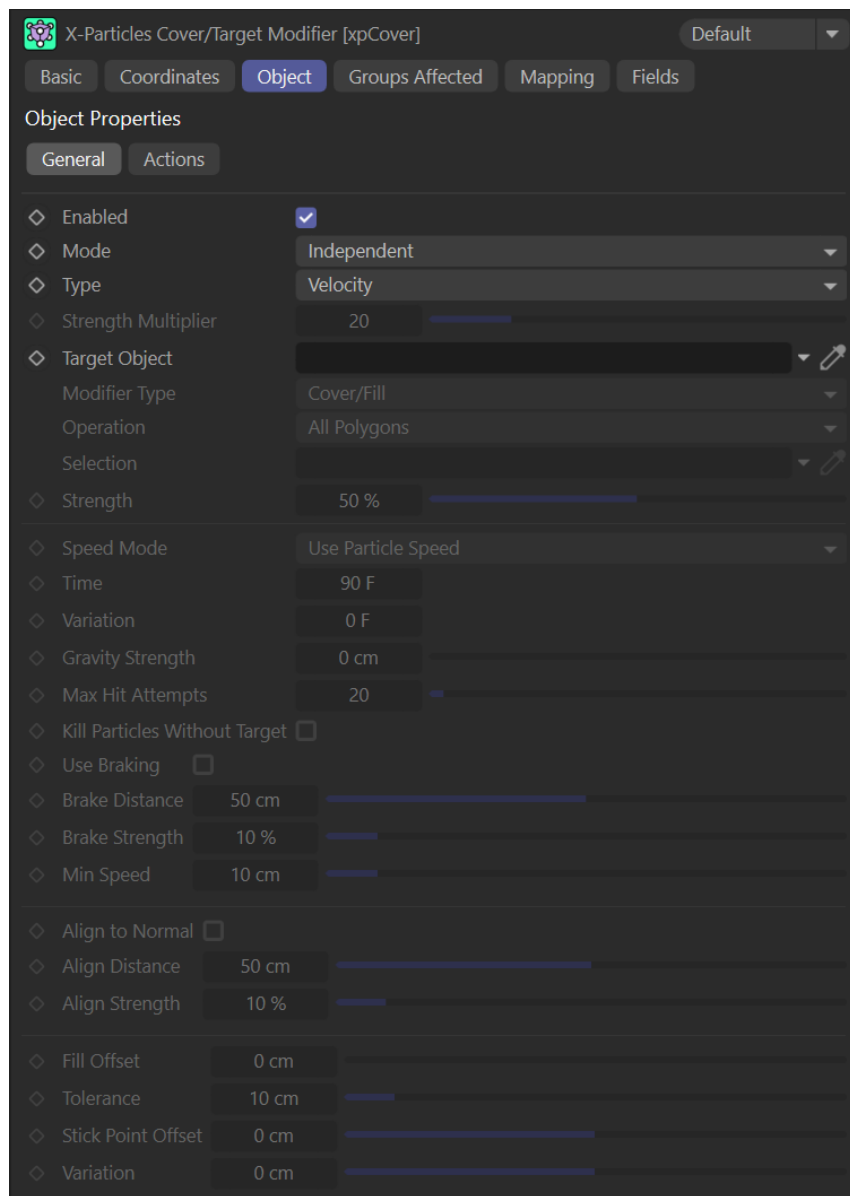 X-Particles Cover/Target Modifier [xpCover] Default
Basic Coordinates Object Groups Affected Mapping Fields
Object Properties
General Actions
Enabled
Mode Independent
Type Velocity
Strength Multiplier 20
Target Object
Modifier Type Cover/Fill
Operation All Polygons
Selection
Strength 50 %
Speed Mode Use Particle Speed
Time 90 F
Variation 0 F
Gravity Strength 0 cm
Max Hit Attempts 20
Kill Particles Without Target
Use Braking
Brake Distance 50 cm
Brake Strength 10 %
Min Speed 10 cm
Align to Normal
Align Distance 50 cm
Align Strength 10 %
Fill Offset 0 cm
Tolerance 10 cm
Stick Point Offset 0 cm
Variation 0 cm